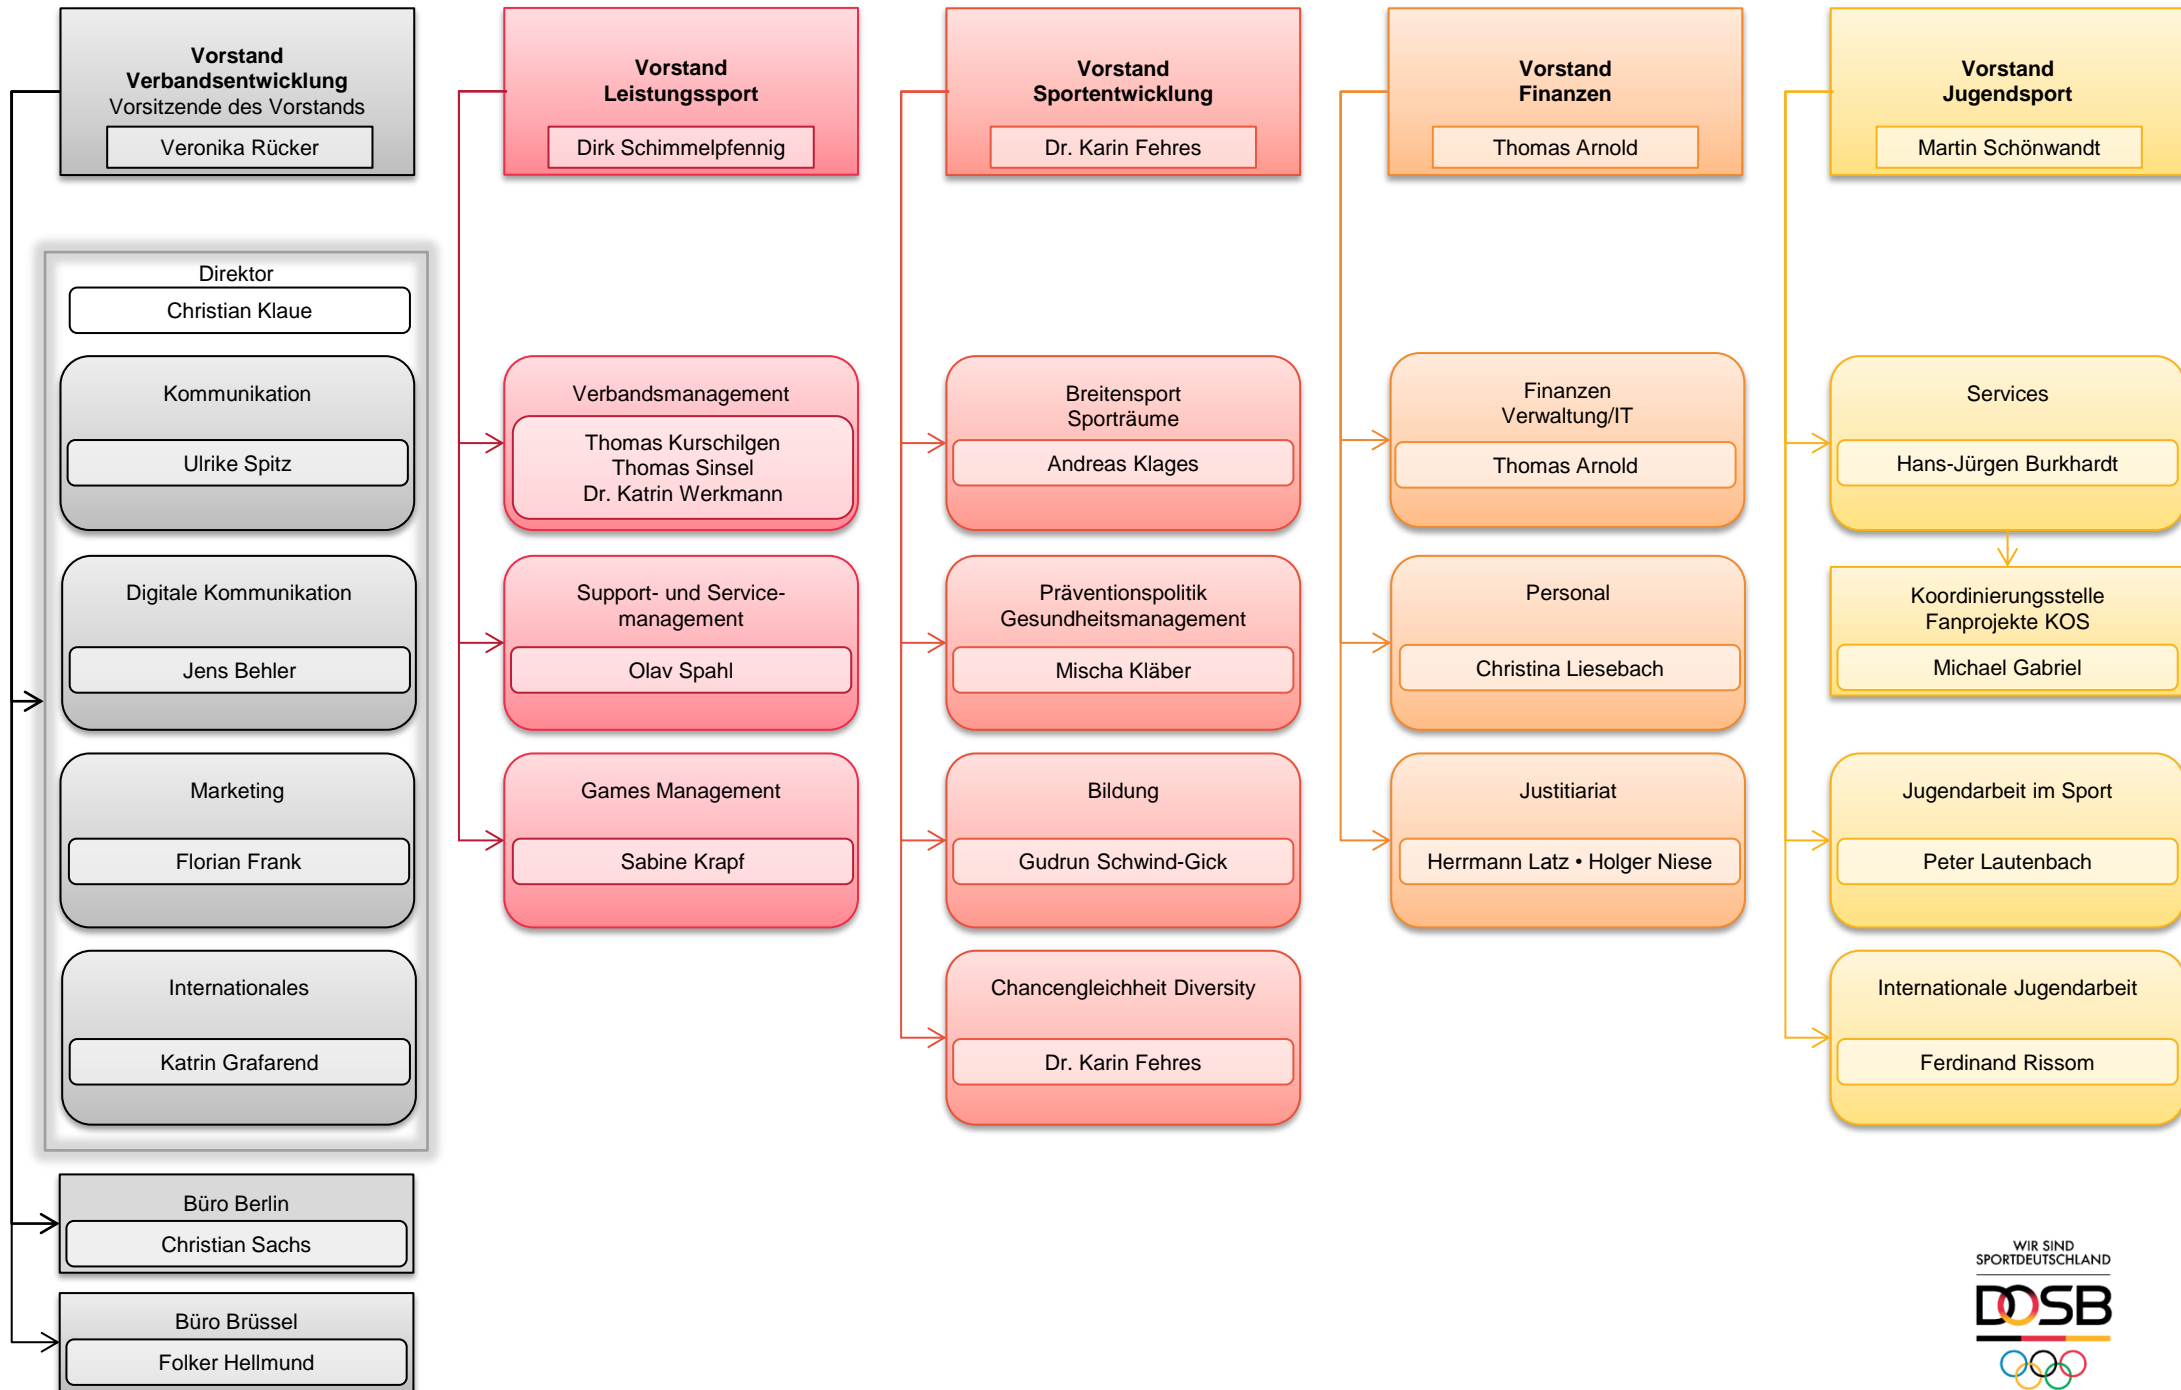 Vorstand
Verbandsentwicklung
Vorsitzende des Vorstands
Veronika Rücker
Direktor
Christian Klaue
Kommunikation
Ulrike Spitz
Digitale Kommunikation
Jens Behler
Marketing
Florian Frank
Internationales
Katrin Grafarend
Büro Berlin
Christian Sachs
Büro Brüssel
Folker Hellmund
Vorstand
Leistungssport
Dirk Schimmelpfennig
Verbandsmanagement
Thomas Kurschilgen
Thomas Sinsel
Dr. Katrin Werkmann
Support- und Service-
management
Olav Spahl
Games Management
Sabine Krapf
Vorstand
Sportentwicklung
Dr. Karin Fehres
Breitensport
Sporträume
Andreas Klages
Präventionspolitik
Gesundheitsmanagement
Mischa Kläber
Bildung
Gudrun Schwind-Gick
Chancengleichheit Diversity
Dr. Karin Fehres
Vorstand
Finanzen
Thomas Arnold
Finanzen
Verwaltung/IT
Thomas Arnold
Personal
Christina Liesebach
Justitiariat
Herrmann Latz • Holger Niese
Vorstand
Jugendsport
Martin Schönwandt
Services
Hans-Jürgen Burkhardt
Koordinierungsstelle
Fanprojekte KOS
Michael Gabriel
Jugendarbeit im Sport
Peter Lautenbach
Internationale Jugendarbeit
Ferdinand Rissom
WIR SIND
SPORTDEUTSCHLAND
DOSB